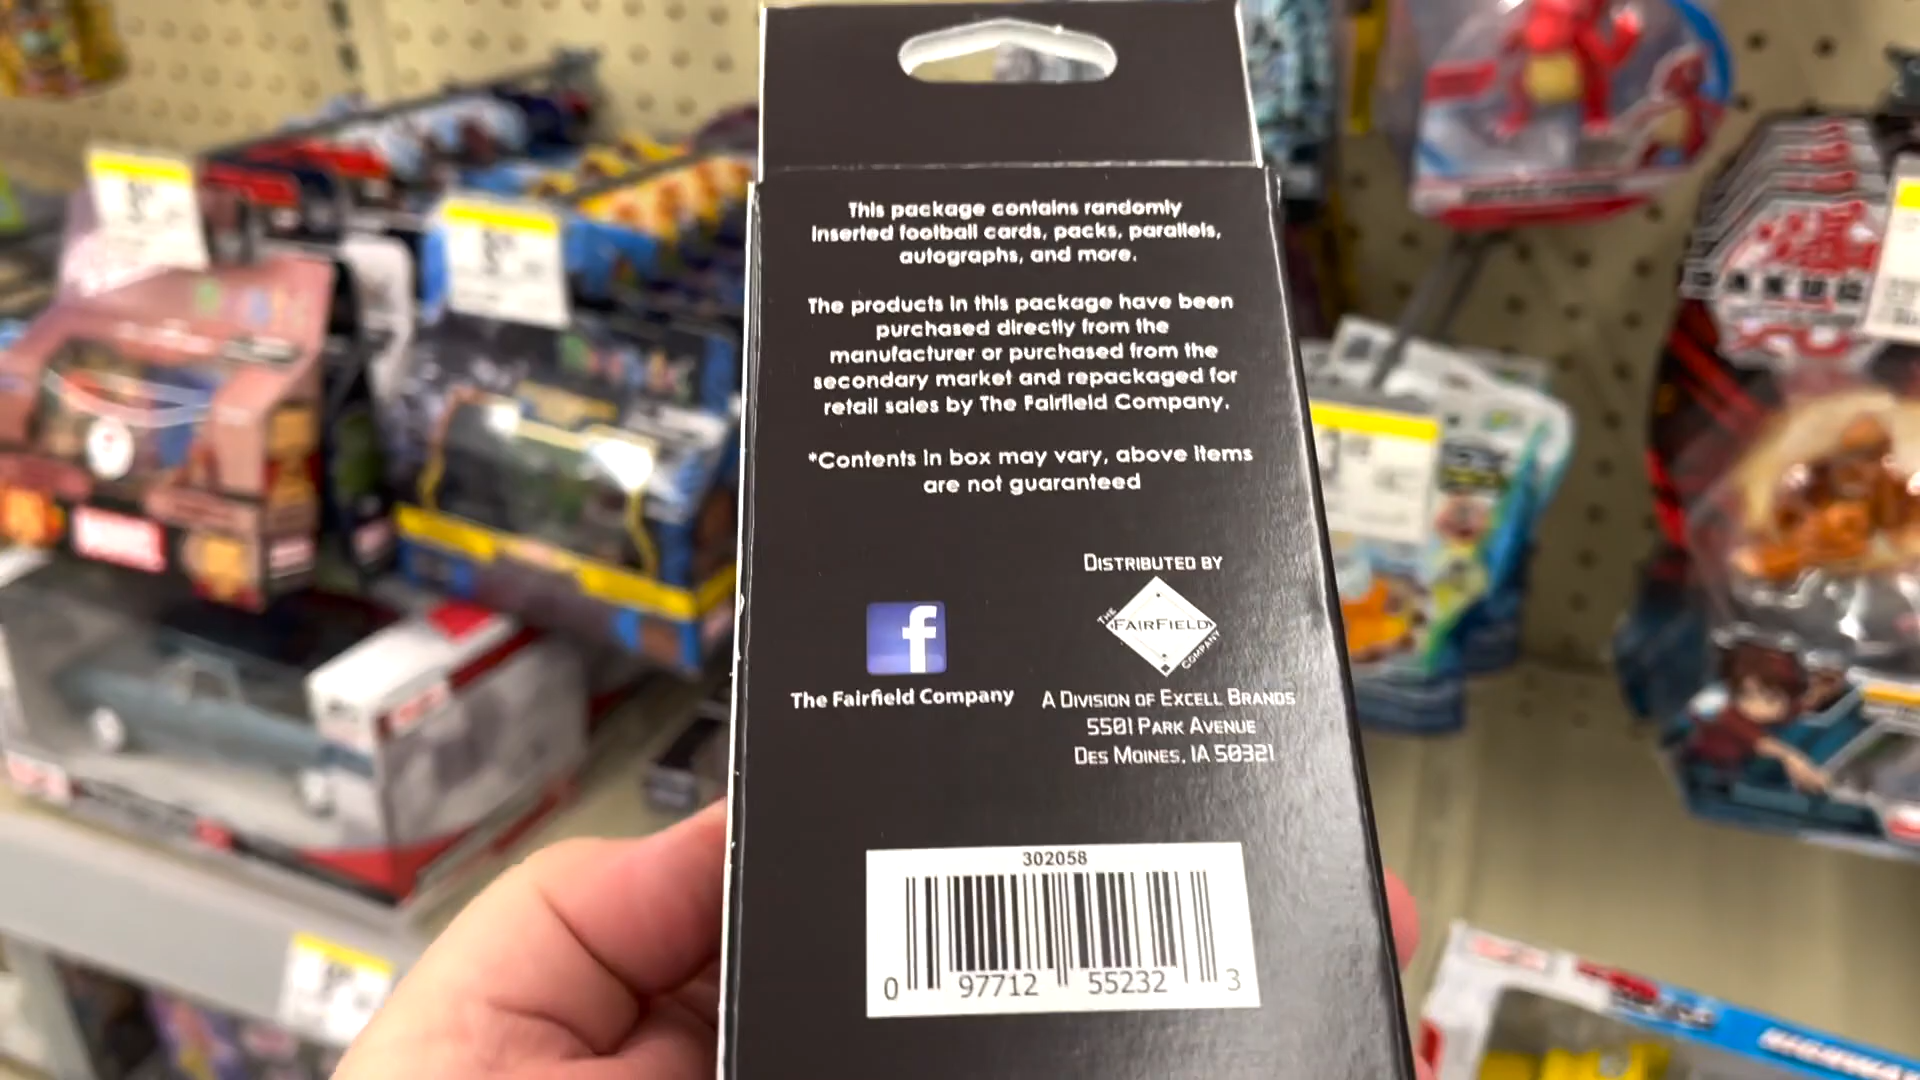 This package contains randomly
inserted football cards, packs, parallels,
autographs, and more.
The products in this package have been
purchased directly from the
manufacturer or purchased from the
secondary market and repackaged for
retail sales by The Fairfield Company.
*Contents in box may vary, above items
are not guaranteed
DISTRIBUTED BY
THE
FAIRFIELD
COMPANY
f
The Fairfield Company
A DIVISION OF EXCELL BRANDS
5501 PARK AVENUE
DES MOINES, IA 50321
302058
0 97712 55232 3
MARVEL